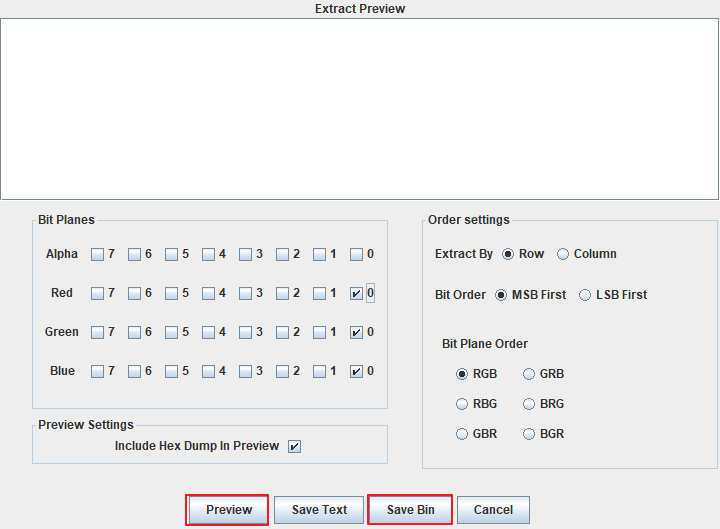 Extract Preview
Bit Planes
Alpha 7 6 5 4 3 2 1 0
Red 7 6 5 4 3 2 1 0
Green 7 6 5 4 3 2 1 0
Blue 7 6 5 4 3 2 1 0
Preview Settings
Include Hex Dump In Preview
Order settings
Extract By Row Column
Bit Order MSB First LSB First
Bit Plane Order
RGB GRB
RBG BRG
GBR BGR
Preview Save Text Save Bin Cancel